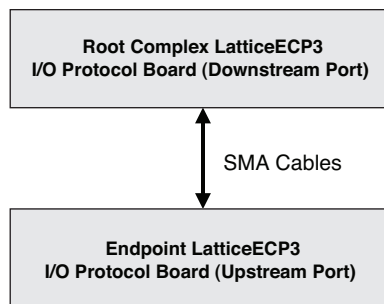 Root Complex LatticeECP3
I/O Protocol Board (Downstream Port)
SMA Cables
Endpoint LatticeECP3
I/O Protocol Board (Upstream Port)